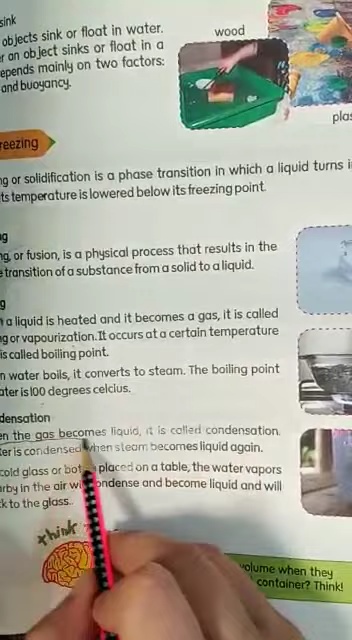 sink
objects sink or float in water.
an object sinks or float in a
epends mainly on two factors:
and buoyancy.
wood
plas
reezing
ng or solidification is a phase transition in which a liquid turns i
ts temperature is lowered below its freezing point.
ng
ng, or fusion, is a physical process that results in the
transition of a substance from a solid to a liquid.
g
a liquid is heated and it becomes a gas, it is called
ng or vapourization. It occurs at a certain temperature
is called boiling point.
n water boils, it converts to steam. The boiling point
ater is 100 degrees celcius.
densation
en the gas becomes liquid, it is called condensation.
ter is condensed when steam becomes liquid again.
cold glass or placed on a table, the water vapors
rby in the air condense and become liquid and will
ck to the glass.
think
volume when they
container? Think!